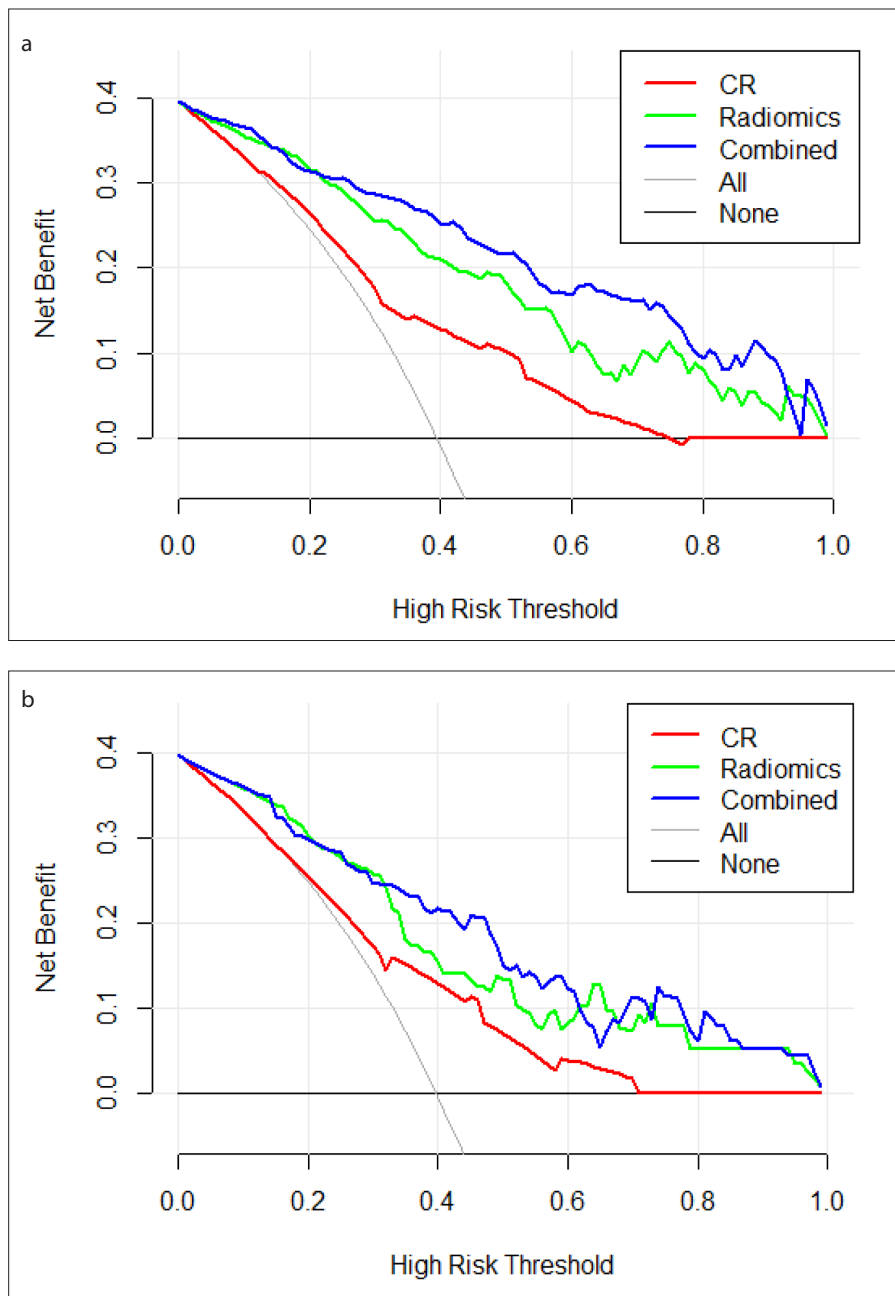 a
CR
Radiomics
Combined
All
None
0.4
0.3
0.2
0.1
0.0
Net Benefit
0.0 0.2 0.4 0.6 0.8 1.0
High Risk Threshold
b
CR
Radiomics
Combined
All
None
0.4
0.3
0.2
0.1
0.0
Net Benefit
0.0 0.2 0.4 0.6 0.8 1.0
High Risk Threshold